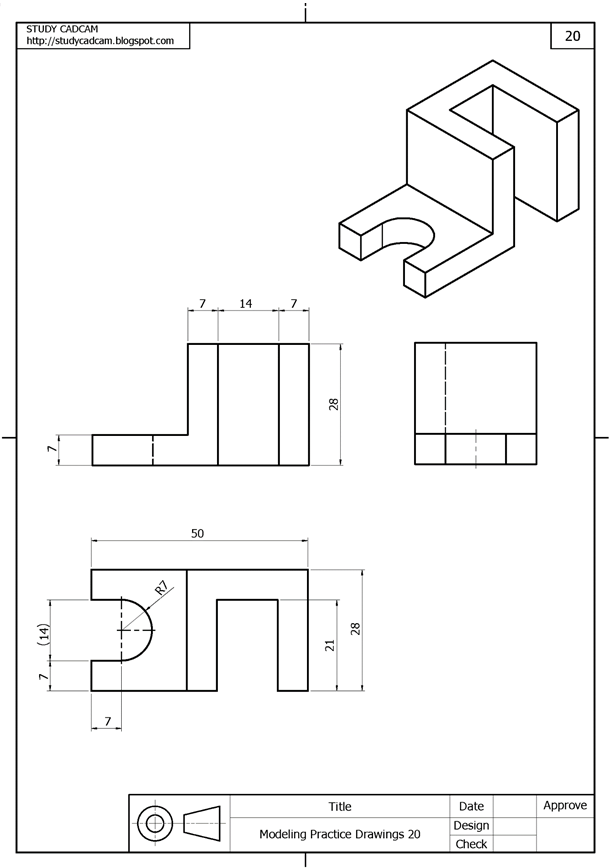 STUDY CADCAM
http://studycadcam.blogspot.com
20
7
14
7
28
7
50
R7
(14)
7
21
28
7
Title
Date
Approve
Modeling Practice Drawings 20
Design
Check